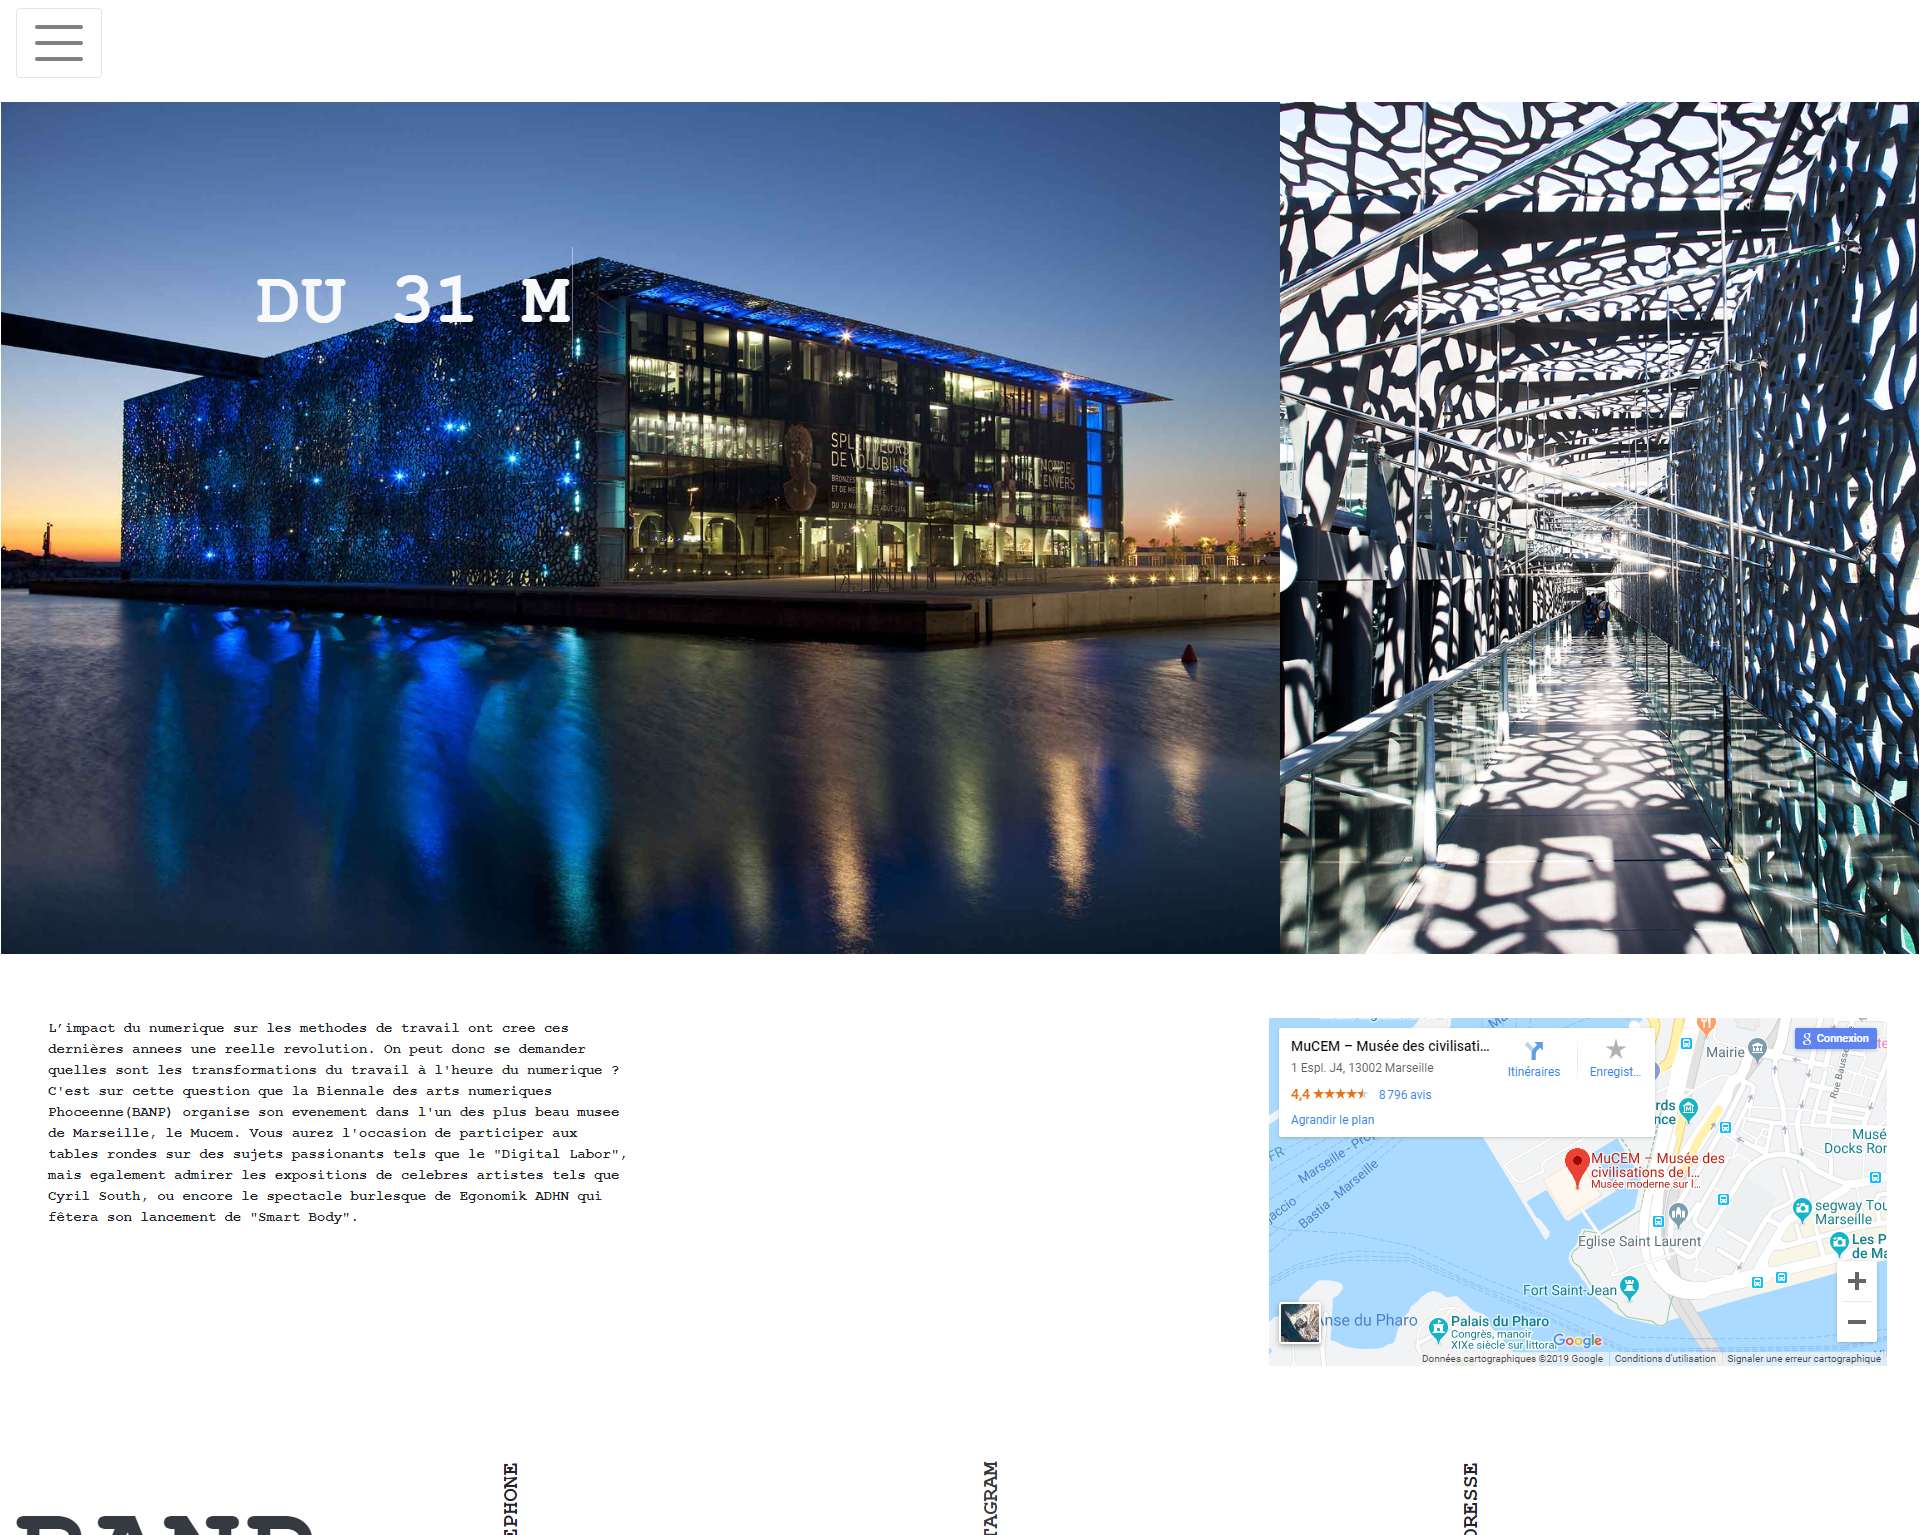 DU 31 M
SPLENDEURS
DE VOLUBILIS
MONDE
L'impact du numerique sur les methodes de travail ont cree ces
dernières annees une reelle revolution. On peut donc se demander
quelles sont les transformations du travail à l'heure du numerique ?
C'est sur cette question que la Biennale des arts numeriques
Phoceenne(BANP) organise son evenement dans l'un des plus beau musee
de Marseille, le Mucem. Vous aurez l'occasion de participer aux
tables rondes sur des sujets passionants tels que le "Digital Labor",
mais egalement admirer les expositions de celebres artistes tels que
Cyril South, ou encore le spectacle burlesque de Egonomik ADHN qui
fêtera son lancement de "Smart Body".
MuCEM – Musée des civilisati...
1 Espl. J4, 13002 Marseille
4,4 8 796 avis
Agrandir le plan
Itinéraires
Enregist...
Connexion
Mairie
Rue Bausse
rds
nce
Musé
Docks Ror
Marseille - Pro
Bastia - Marseille
jaccio
MuCEM – Musée des
civilisations de l...
Musée moderne sur l...
segway Tou
Marseille
Les P
de Ma
Eglise Saint Laurent
Fort Saint-Jean
Anse du Pharo
Palais du Pharo
Congrès, manoir
XIXe siècle sur littoral
Google
Données cartographiques ©2019 Google
Conditions d'utilisation
Signaler une erreur cartographique
EPHONE
TAGRAM
DRESSE